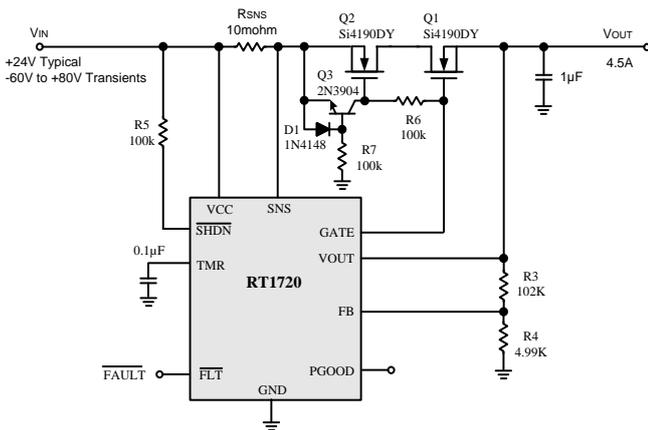 VIN
+24V Typical
-60V to +80V Transients
RSNS
10mohm
Q2
Si4190DY
Q1
Si4190DY
VOUT
4.5A
1µF
Q3
2N3904
R6
100k
D1
1N4148
R7
100k
R5
100k
VCC
SNS
SHDN
GATE
0.1µF
TMR
VOUT
RT1720
R3
102K
FB
R4
4.99K
FAULT
FLT
PGOOD
GND